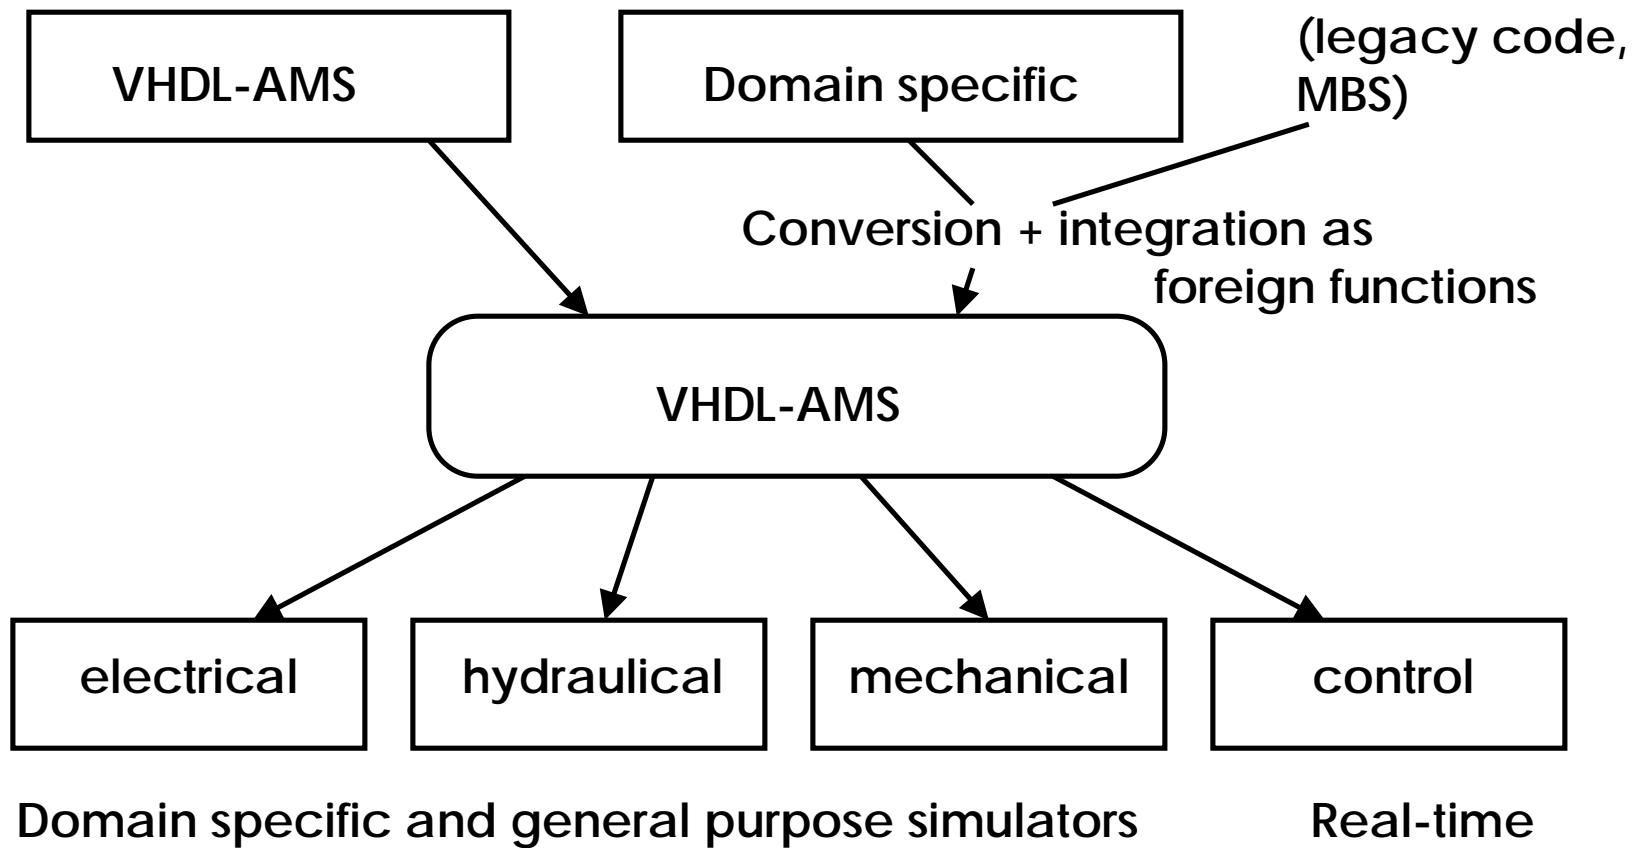 VHDL-AMS
Domain specific
(legacy code,
MBS)
Conversion + integration as
foreign functions
VHDL-AMS
electrical
hydraulical
mechanical
control
Domain specific and general purpose simulators
Real-time